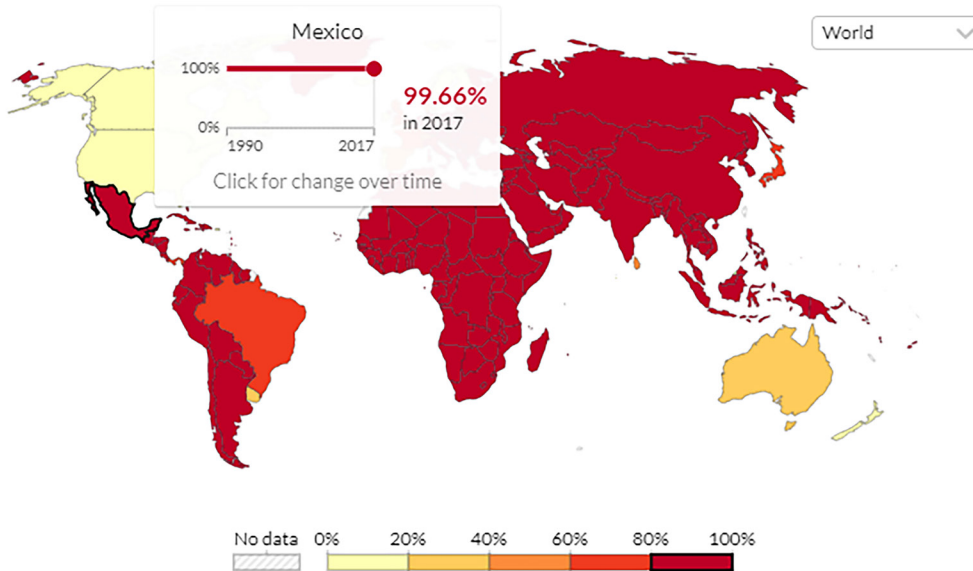 Mexico
World
100%
99.66%
in 2017
0%
1990 2017
Click for change over time
No data 0% 20% 40% 60% 80% 100%